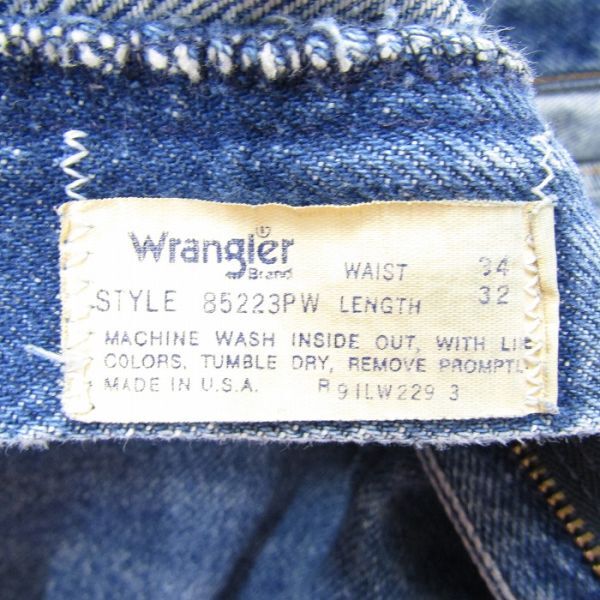 Wrangler
Brand
WAIST 34
STYLE 85223PW LENGTH 32
MACHINE WASH INSIDE OUT, WITH
COLORS. TUMBLE DRY, REMOVE PROMPTL
MADE IN U.S.A. R 91LW229 3